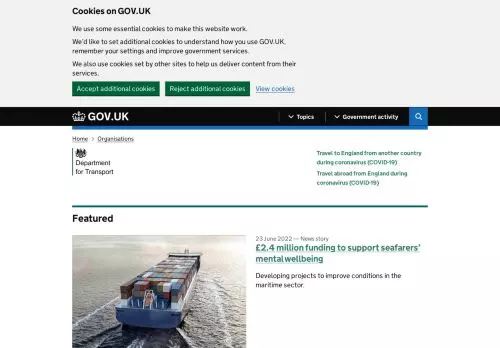 Cookies on GOV.UK
We use some essential cookies to make this website work.
We'd like to set additional cookies to understand how you use GOV.UK,
remember your settings and improve government services.
We also use cookies set by other sites to help us deliver content from their
services.
Accept additional cookies Reject additional cookies View cookies
GOV.UK Topics Government activity
Home > Organisations
Department
for Transport
Travel to England from another country
during coronavirus (COVID-19)
Travel abroad from England during
coronavirus (COVID-19)
Featured
23 June 2022 — News story
£2.4 million funding to support seafarers'
mental wellbeing
Developing projects to improve conditions in the
maritime sector.